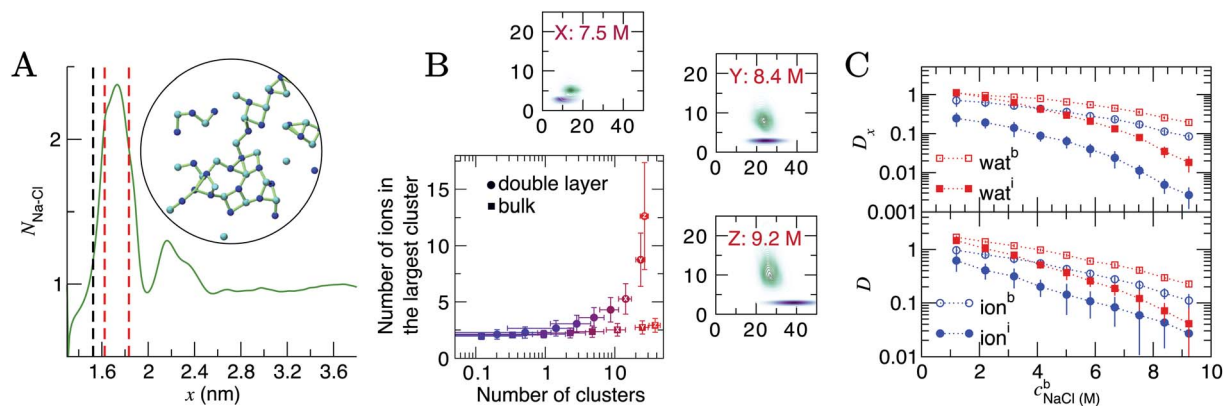 A
N_Na-Cl
2
1
1.6
2
2.4
2.8
3.2
3.6
x (nm)
B
X: 7.5 M
20
10
0
0
20
40
Y: 8.4 M
20
10
0
0
20
40
Z: 9.2 M
20
10
0
0
20
40
double layer
bulk
Number of ions in
the largest cluster
15
10
5
0
0.1
1
10
Number of clusters
C
D_x
1
0.1
0.01
0.001
wat^b
wat^i
D
1
0.1
0.01
ion^b
ion^i
0
2
4
6
8
10
c^b_NaCl (M)